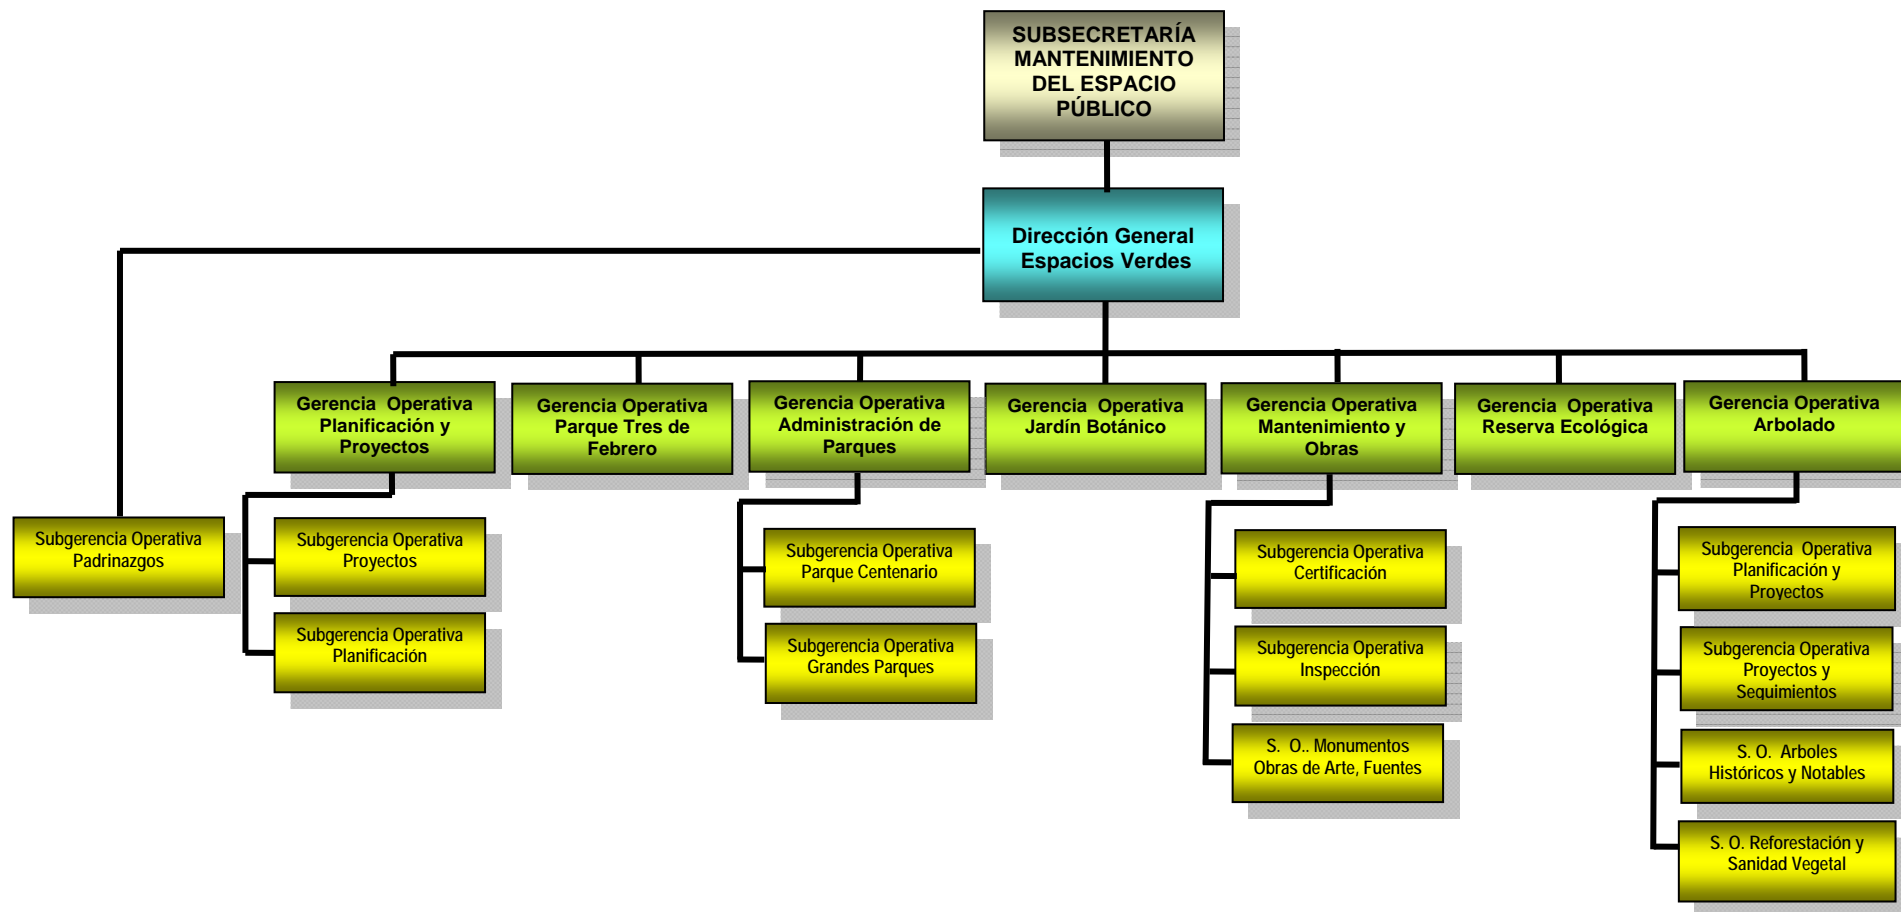 SUBSECRETARÍA
MANTENIMIENTO
DEL ESPACIO
PÚBLICO
Dirección General
Espacios Verdes
Gerencia Operativa
Planificación y
Proyectos
Gerencia Operativa
Parque Tres de
Febrero
Gerencia Operativa
Administración de
Parques
Gerencia Operativa
Jardín Botánico
Gerencia Operativa
Mantenimiento y
Obras
Gerencia Operativa
Reserva Ecológica
Gerencia Operativa
Arbolado
Subgerencia Operativa
Padrinazgos
Subgerencia Operativa
Proyectos
Subgerencia Operativa
Planificación
Subgerencia Operativa
Parque Centenario
Subgerencia Operativa
Grandes Parques
Subgerencia Operativa
Certificación
Subgerencia Operativa
Inspección
S. O.. Monumentos
Obras de Arte, Fuentes
Subgerencia Operativa
Planificación y
Proyectos
Subgerencia Operativa
Proyectos y
Seguimientos
S. O. Arboles
Históricos y Notables
S. O. Reforestación y
Sanidad Vegetal